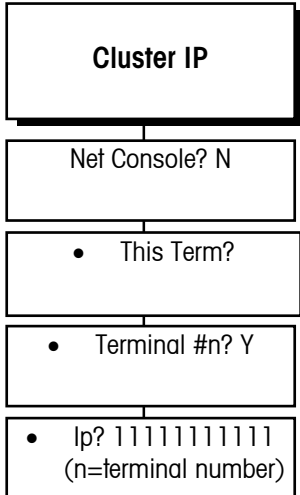 Cluster IP
Net Console? N
• This Term?
• Terminal #n? Y
• Ip? 11111111111
(n=terminal number)